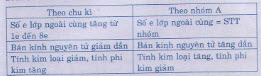 Theo chu kì
Theo nhóm A
Số e lớp ngoài cùng tăng từ
1e đến 8e
Số e lớp ngoài cùng = STT
nhóm
Bán kính nguyên tử giảm dần
Bán kính nguyên tử tăng dần
Tính kim loại giảm, tính phi
kim tăng
Tính kim loại tăng, tính phi
kim giảm